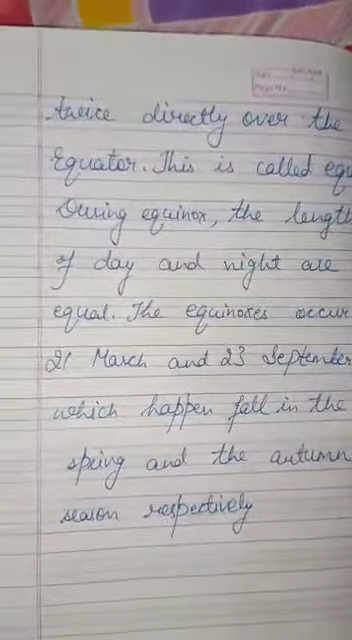 twice directly over the
Equator. This is called equ
During equinox, the length
of day and night are
equal. The equinoxes occur
21 March and 23 September
which happen fall in the
spring and the autumn
season respectively